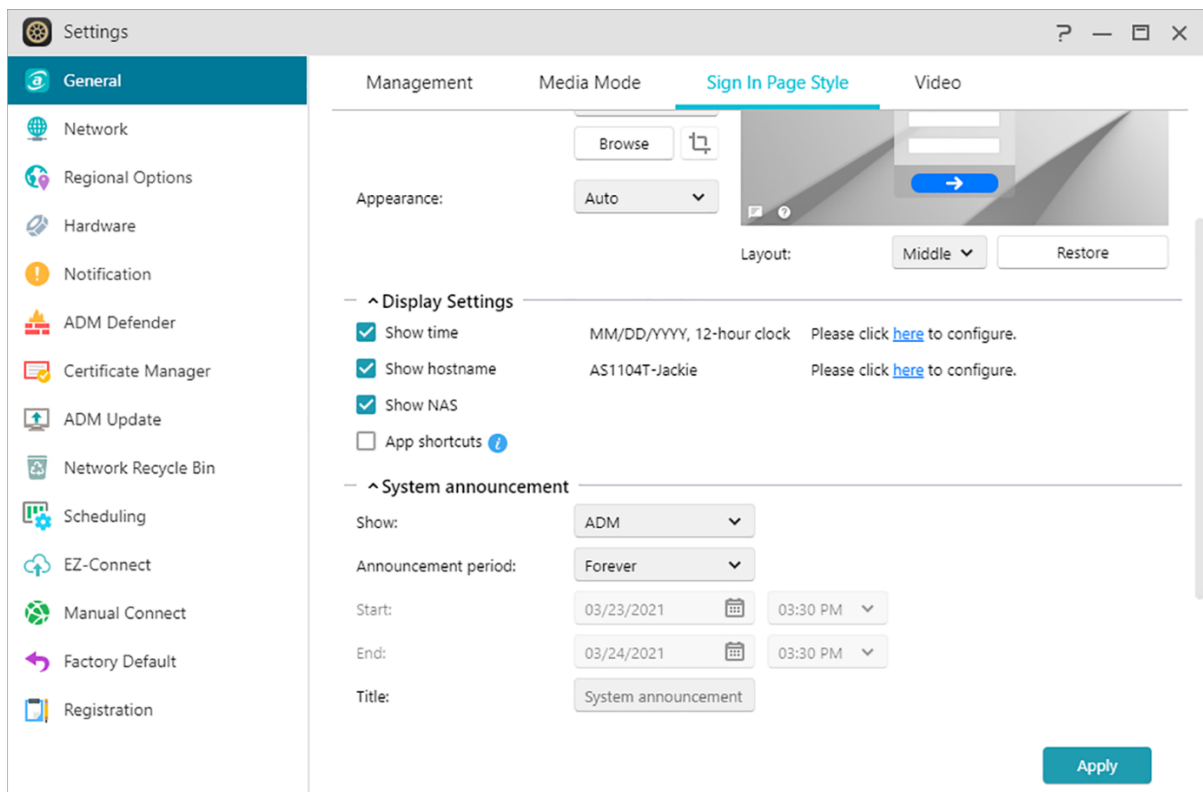 Settings
General
Network
Regional Options
Hardware
Notification
ADM Defender
Certificate Manager
ADM Update
Network Recycle Bin
Scheduling
EZ-Connect
Manual Connect
Factory Default
Registration
Management Media Mode Sign In Page Style Video
Browse
Appearance: Auto
Layout: Middle Restore
Display Settings
Show time MM/DD/YYYY, 12-hour clock Please click here to configure.
Show hostname AS1104T-Jackie Please click here to configure.
Show NAS
App shortcuts
System announcement
Show: ADM
Announcement period: Forever
Start: 03/23/2021 03:30 PM
End: 03/24/2021 03:30 PM
Title: System announcement
Apply